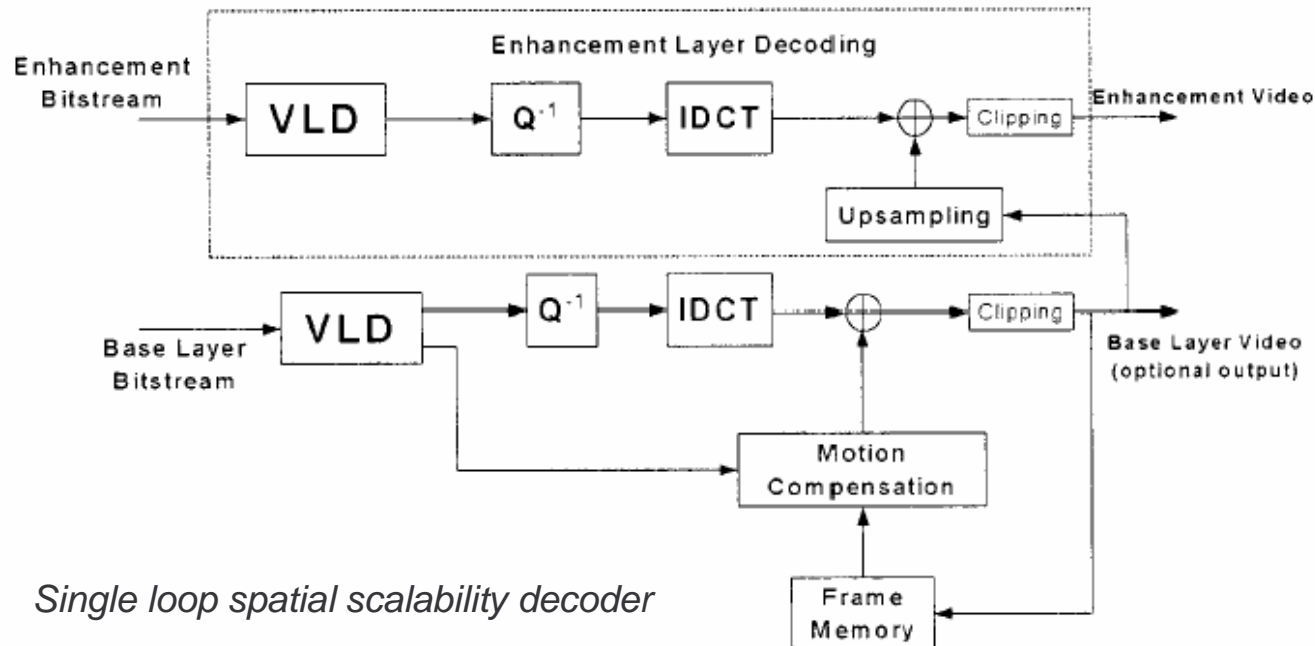 Enhancement Layer Decoding
Enhancement
Bitstream
VLD
Q⁻¹
IDCT
Clipping
Enhancement Video
Upsampling
VLD
Q⁻¹
IDCT
Clipping
Base Layer
Bitstream
Base Layer Video
(optional output)
Motion
Compensation
Frame
Memory
Single loop spatial scalability decoder